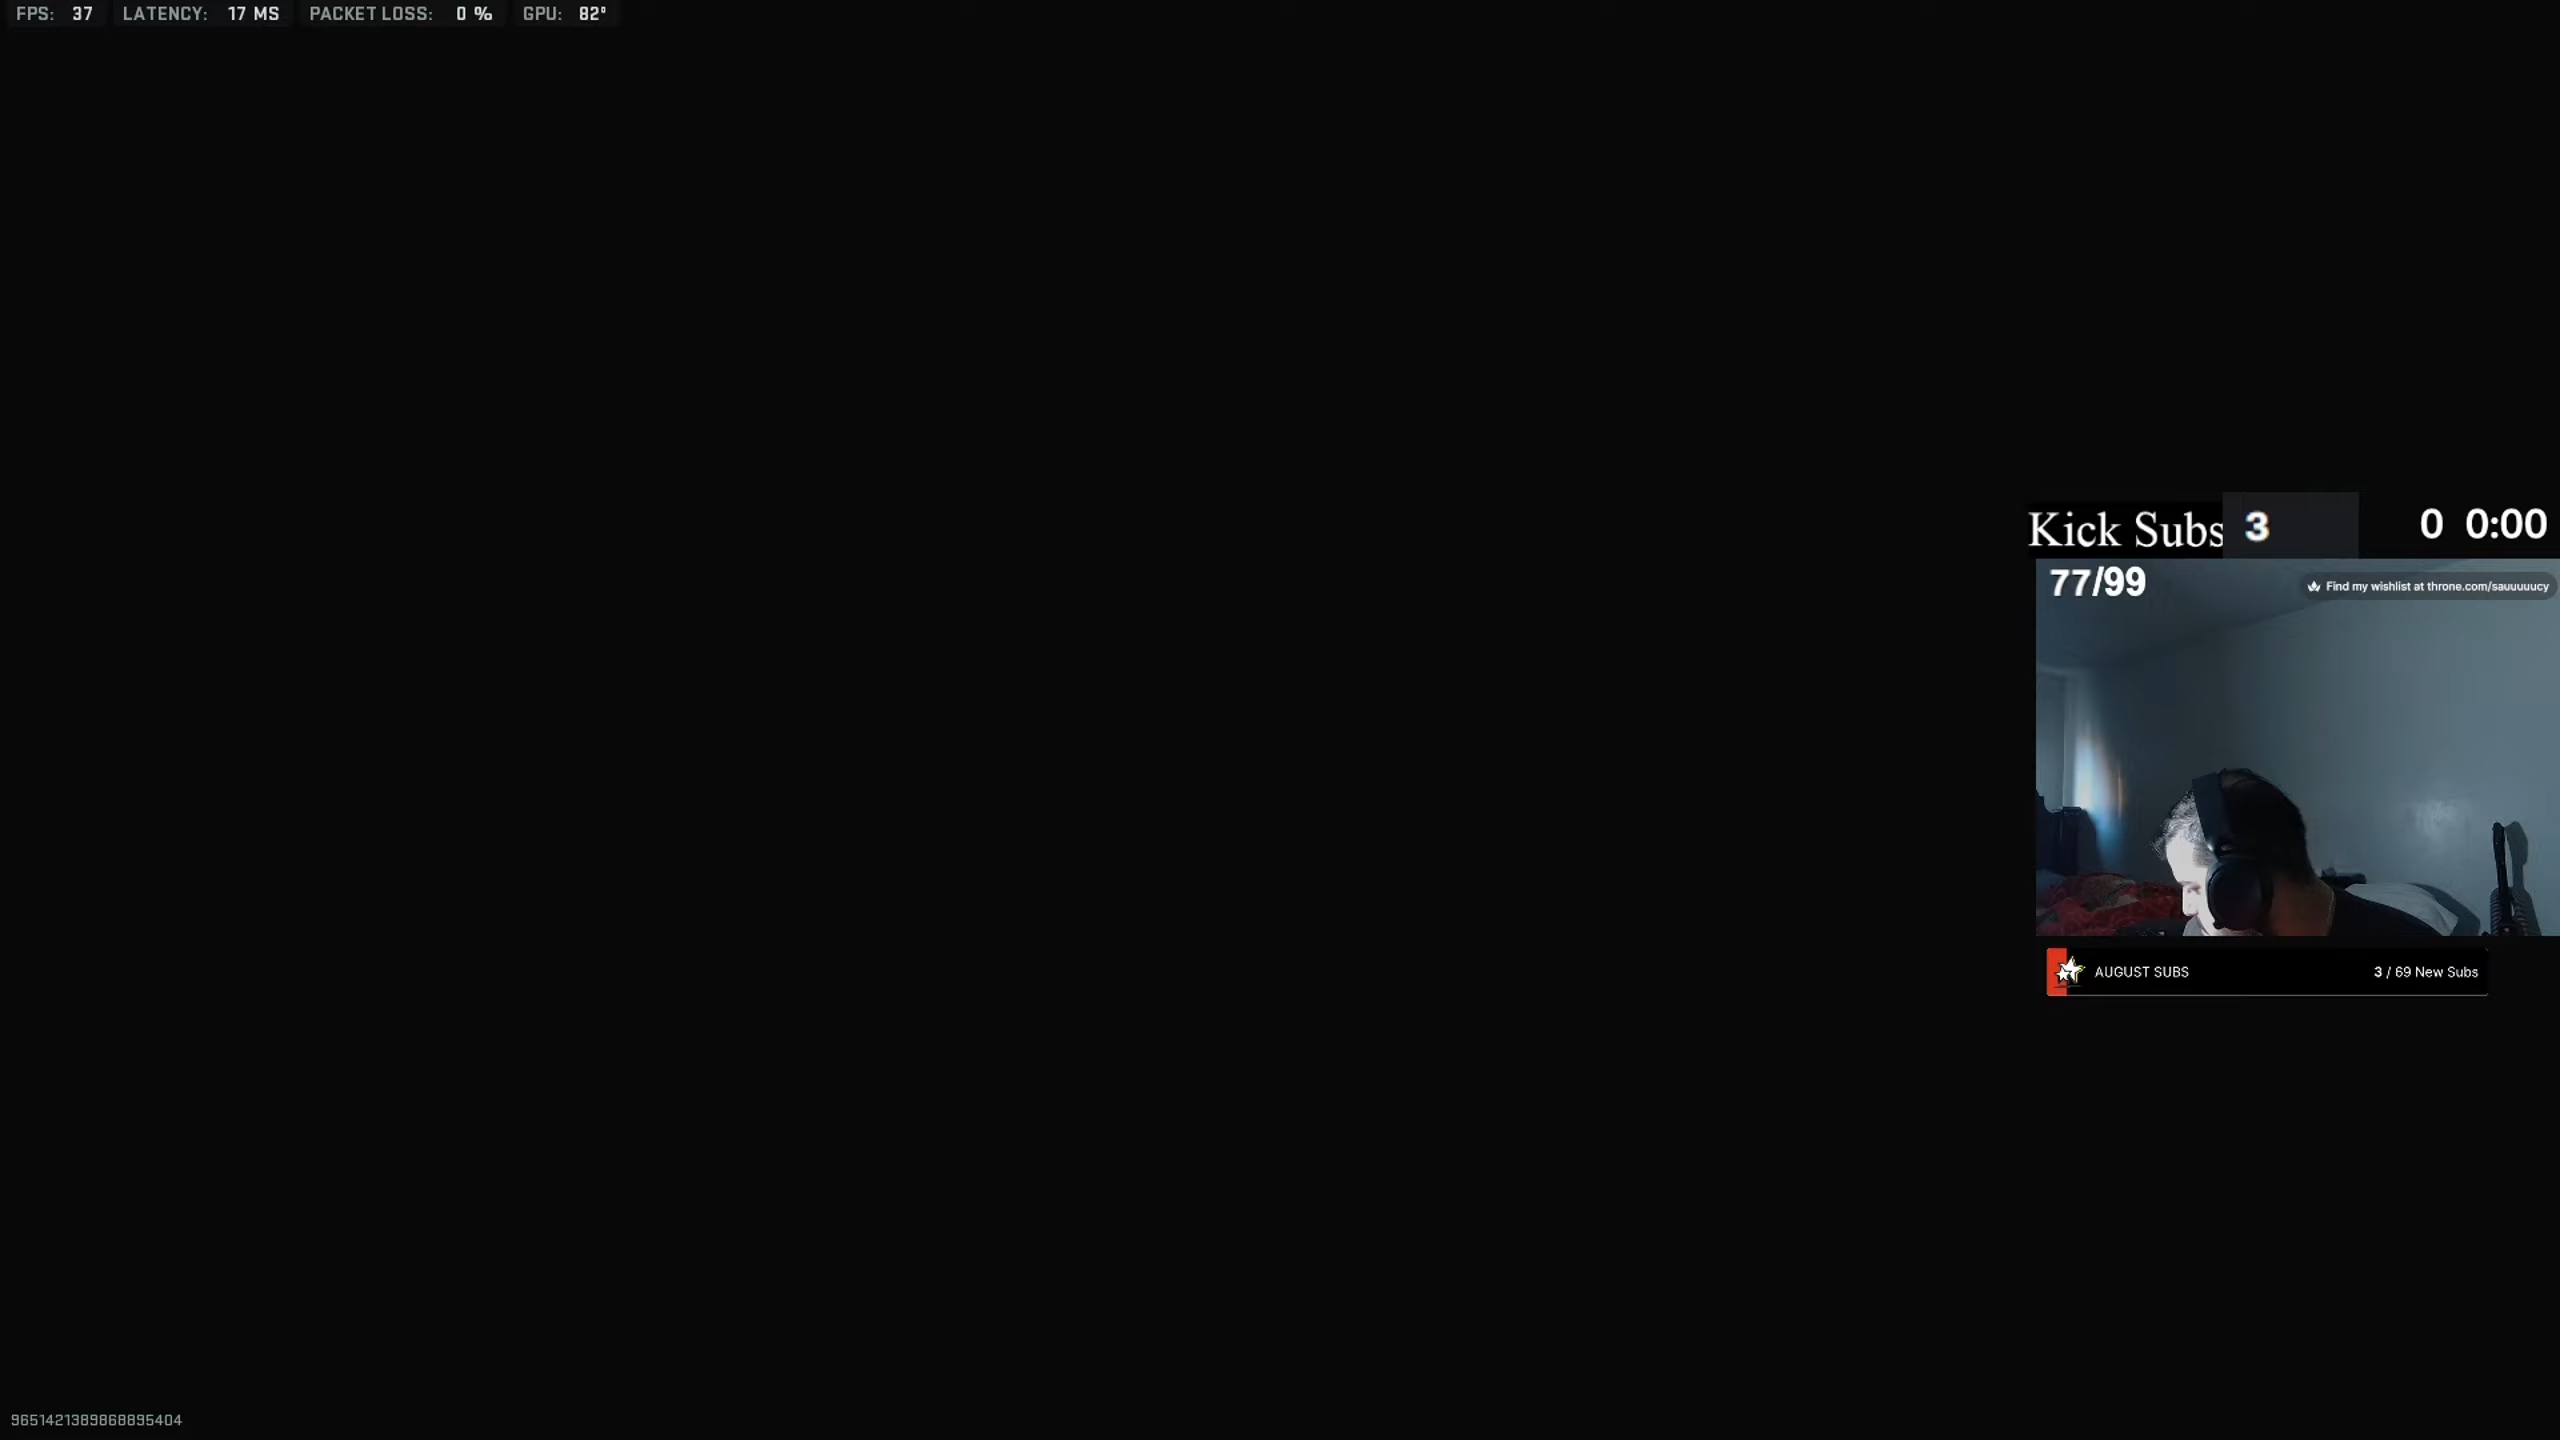 FPS: 37 LATENCY: 17 MS PACKET LOSS: 0 % GPU: 82°
Kick Subs 3 0 0:00
77/99 Find my wishlist at throne.com/sauuuuucy
AUGUST SUBS 3 / 69 New Subs
9651421389868895404